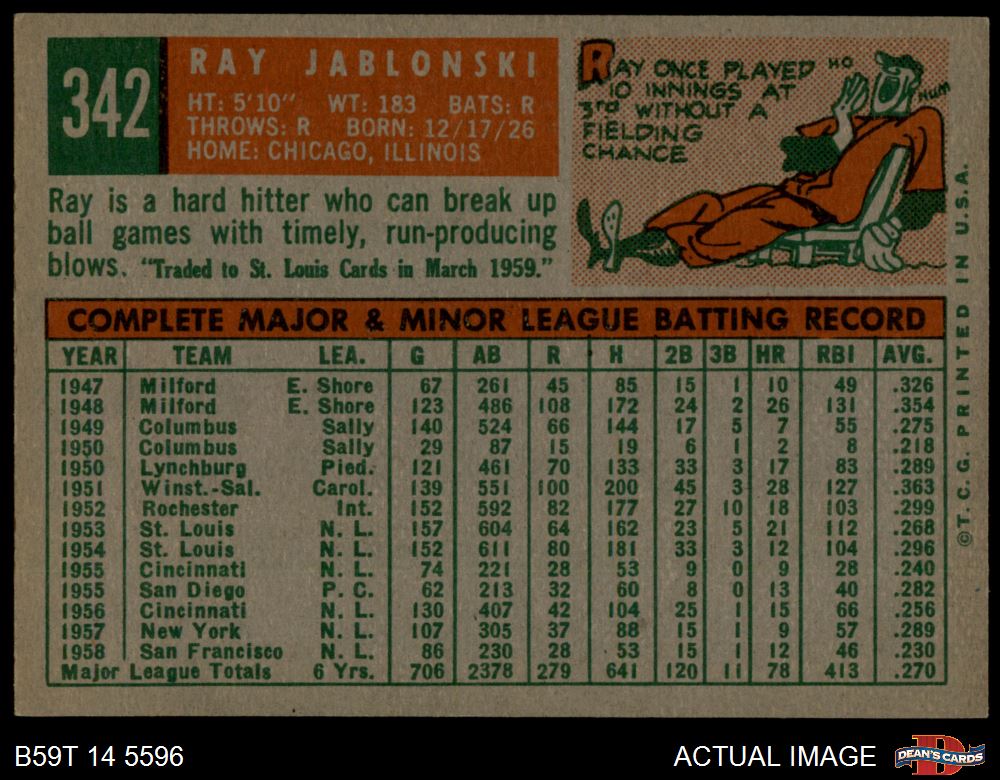 342
RAY JABLONSKI
HT: 5'10" WT: 183 BATS: R
THROWS: R BORN: 12/17/26
HOME: CHICAGO, ILLINOIS
RAY ONCE PLAYED
10 INNINGS AT
3rd WITHOUT A
FIELDING
CHANCE
HO
HUM
Ray is a hard hitter who can break up
ball games with timely, run-producing
blows. "Traded to St. Louis Cards in March 1959."
COMPLETE MAJOR & MINOR LEAGUE BATTING RECORD
YEAR TEAM LEA. G AB R H 2B 3B HR RBI AVG.
1947 Milford E. Shore 67 261 45 85 15 1 10 49 .326
1948 Milford E. Shore 123 486 108 172 24 2 26 131 .354
1949 Columbus Sally 140 524 66 144 17 5 7 55 .275
1950 Columbus Sally 29 87 15 19 6 1 2 8 .218
1950 Lynchburg Pied. 121 461 70 133 33 3 17 83 .289
1951 Winst.-Sal. Carol. 139 551 100 200 45 3 28 127 .363
1952 Rochester Int. 152 592 82 177 27 10 18 103 .299
1953 St. Louis N. L. 157 604 64 162 23 5 21 112 .268
1954 St. Louis N. L. 152 611 80 181 33 3 12 104 .296
1955 Cincinnati N. L. 74 221 28 53 9 0 9 28 .240
1955 San Diego P. C. 62 213 32 60 8 0 13 40 .282
1956 Cincinnati N. L. 130 407 42 104 25 1 15 66 .256
1957 New York N. L. 107 305 37 88 15 1 9 57 .289
1958 San Francisco N. L. 86 230 28 53 15 1 12 46 .230
Major League Totals 6 Yrs. 706 2378 279 641 120 11 78 413 .270
©T. C. G. PRINTED IN U.S.A.
B59T 14 5596
ACTUAL IMAGE
DEAN'S CARDS